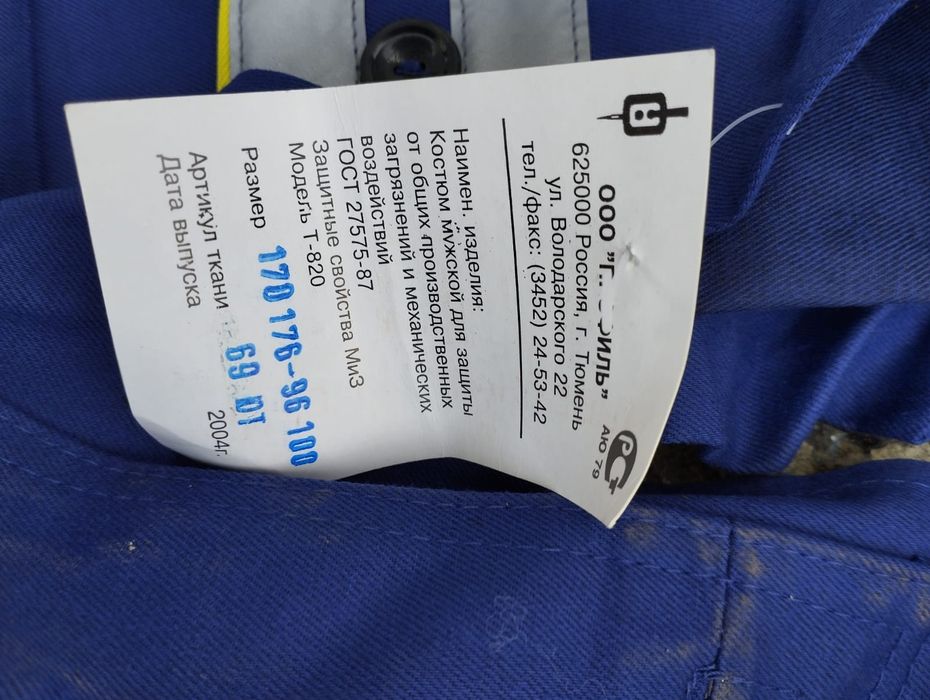 ООО
625000 Россия, г. Тюмень
ул. Володарского 22
тел./факс: (3452) 24-53-42
АЮ 79
Наимен. изделия:
Костюм мужской для защиты
от общих производственных
загрязнений и механических
воздействий
ГОСТ 27575-87
Защитные свойства МиЗ
Модель Т-820
Размер 170 176-96 100
Артикул ткани 69 ЮТ
Дата выпуска 2004г.